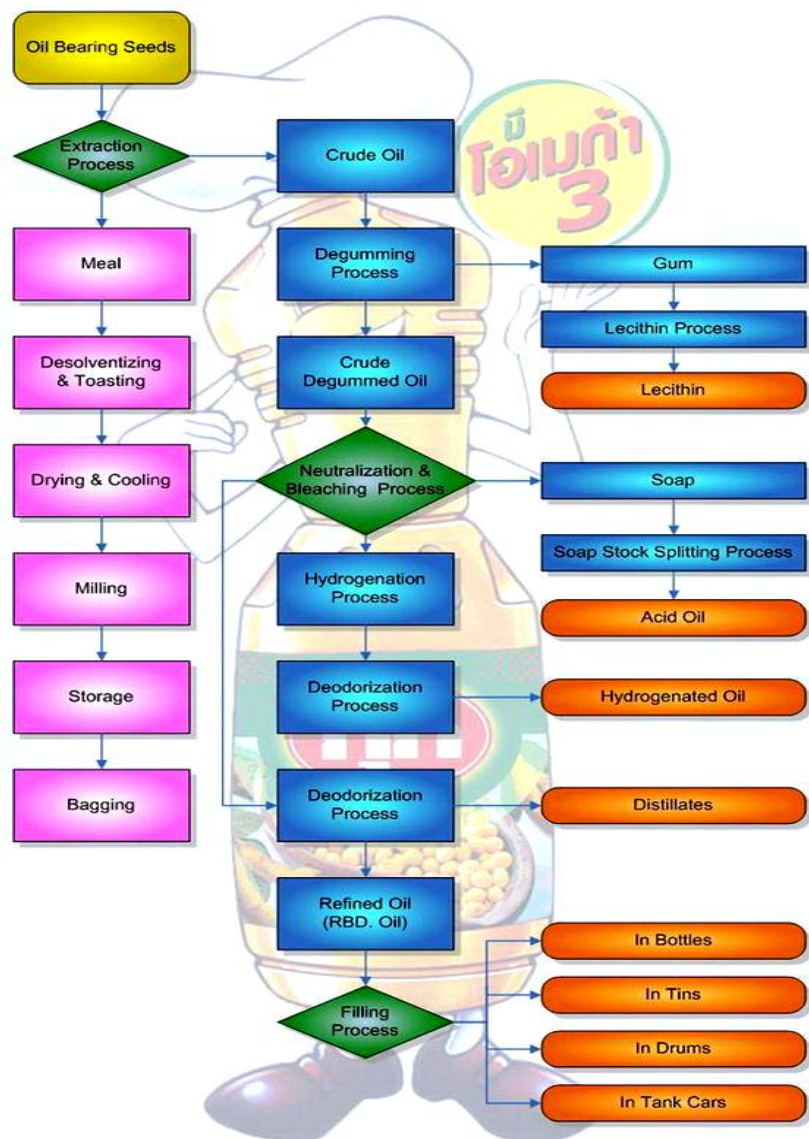 Oil Bearing Seeds
Extraction
Process
Crude Oil
มี
โอเมก้า
3
Meal
Degumming
Process
Gum
Lecithin Process
Desolventizing
& Toasting
Crude
Degummed Oil
Lecithin
Drying & Cooling
Neutralization &
Bleaching Process
Soap
Soap Stock Splitting Process
Milling
Hydrogenation
Process
Acid Oil
Storage
Deodorization
Process
Hydrogenated Oil
Bagging
Deodorization
Process
Distillates
Refined Oil
(RBD. Oil)
In Bottles
Filling
Process
In Tins
In Drums
In Tank Cars